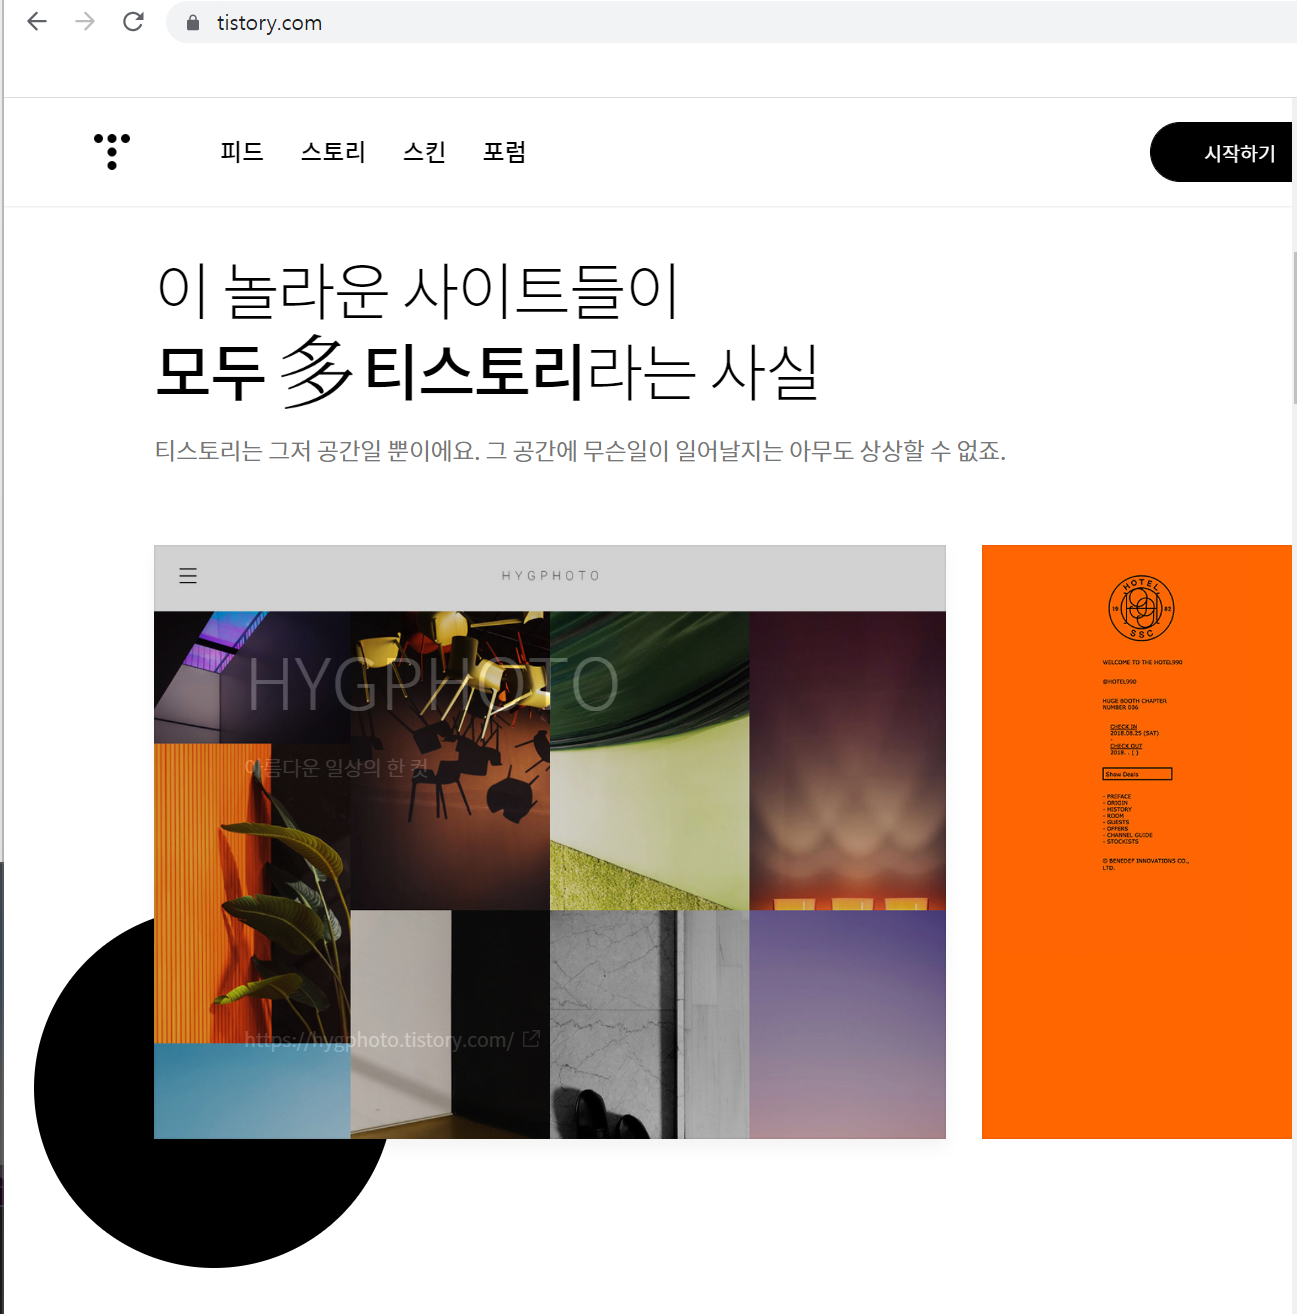 tistory.com
피드 스토리 스킨 포럼 시작하기
이 놀라운 사이트들이
모두 多 티스토리라는 사실
티스토리는 그저 공간일 뿐이에요. 그 공간에 무슨일이 일어날지는 아무도 상상할 수 없죠.
HYGPHOTO
HYGPHOTO
아름다운 일상의 한 컷
https://hygphoto.tistory.com/
HOTEL
19 82
SSC
WELCOME TO THE HOTEL990
@HOTEL990
HUGE BOOTH CHAPTER
NUMBER 036
CHECK IN
2018.08.25 (SAT)
-
CHECK OUT
2018. . ( )
Show Deals
- PREFACE
- ORIGIN
- HISTORY
- ROOM
- GUESTS
- OFFERS
- CHANNEL GUIDE
- STOCKISTS
© BENEDEF INNOVATIONS CO.,
LTD.